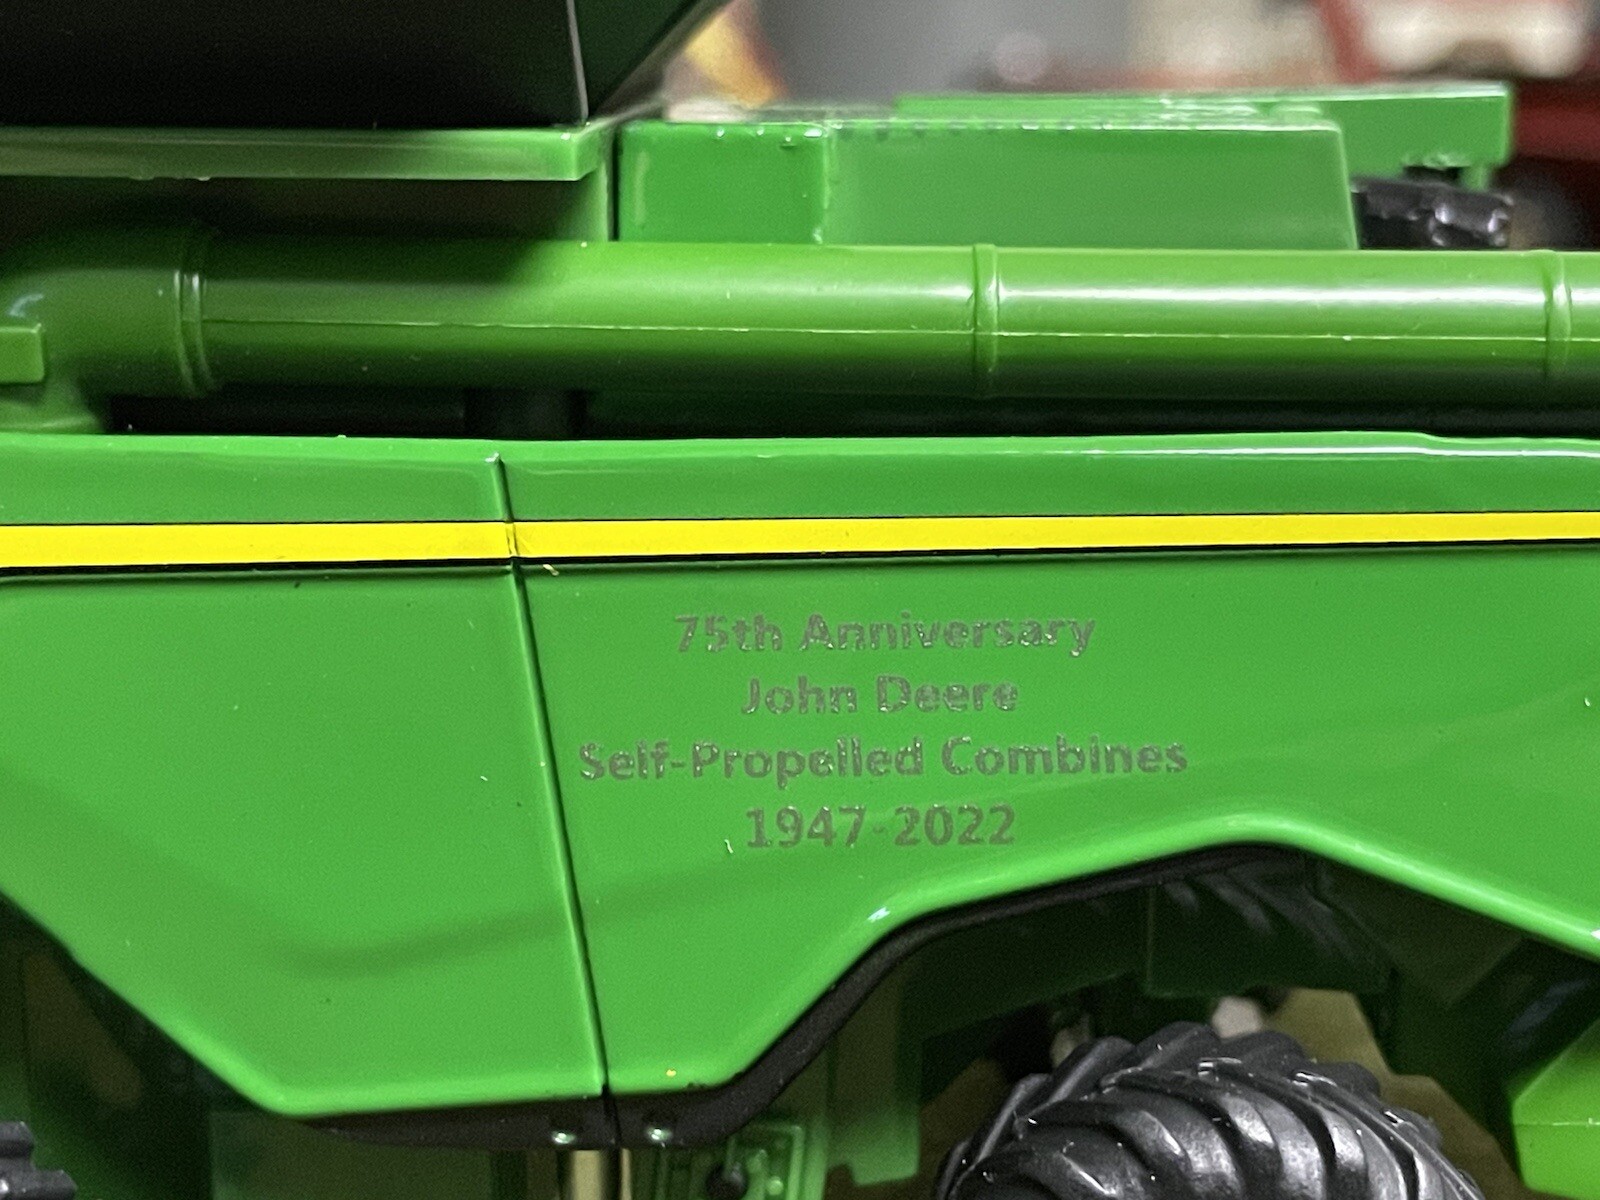 75th Anniversary
John Deere
Self-Propelled Combines
1947-2022